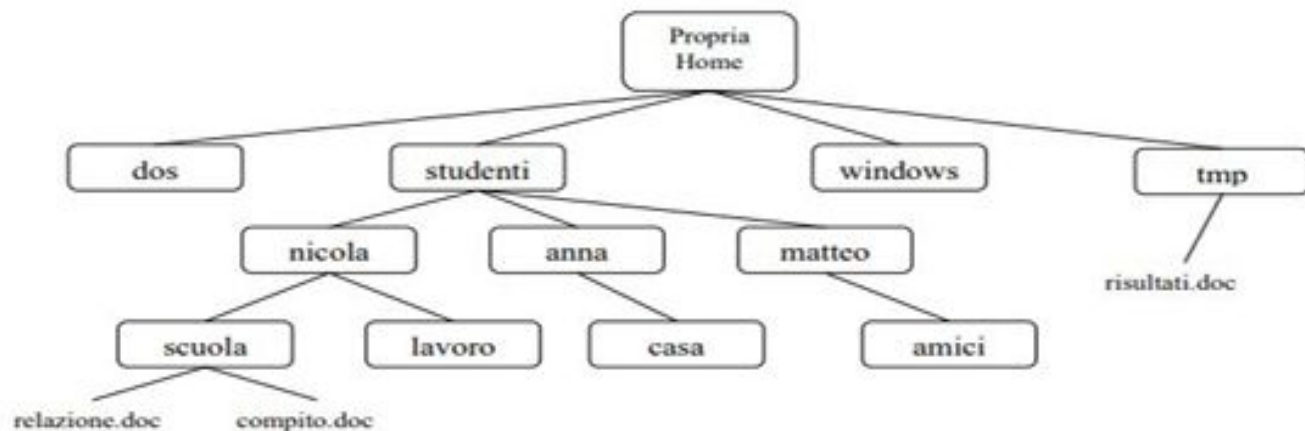 Propria
Home
dos
studenti
windows
tmp
nicola
anna
matteo
risultati.doc
scuola
lavoro
casa
amici
relazione.doc
compito.doc